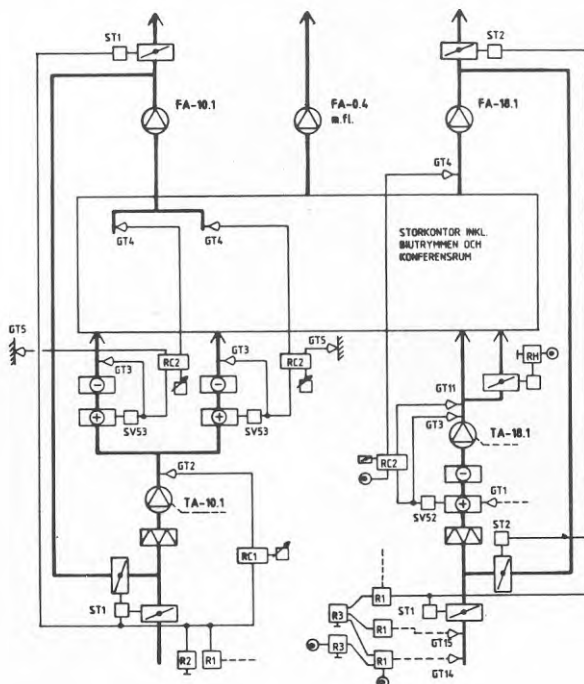 ST1
ST2
FA-10.1
FA-0.4
m.fl.
FA-18.1
GT4
GT4
GT4
STORKONTOR INKL.
BIUTRYMMEN OCH
KONFERENSRUM
GT5
GT3
RC2
GT3
RC2
GT5
RH
GT11
GT3
TA-18.1
SV53
SV53
RC2
GT2
TA-10.1
GT1
SV52
ST2
RC1
ST1
R1
ST1
R3
R1
GT15
R2
R1
R3
R1
GT14